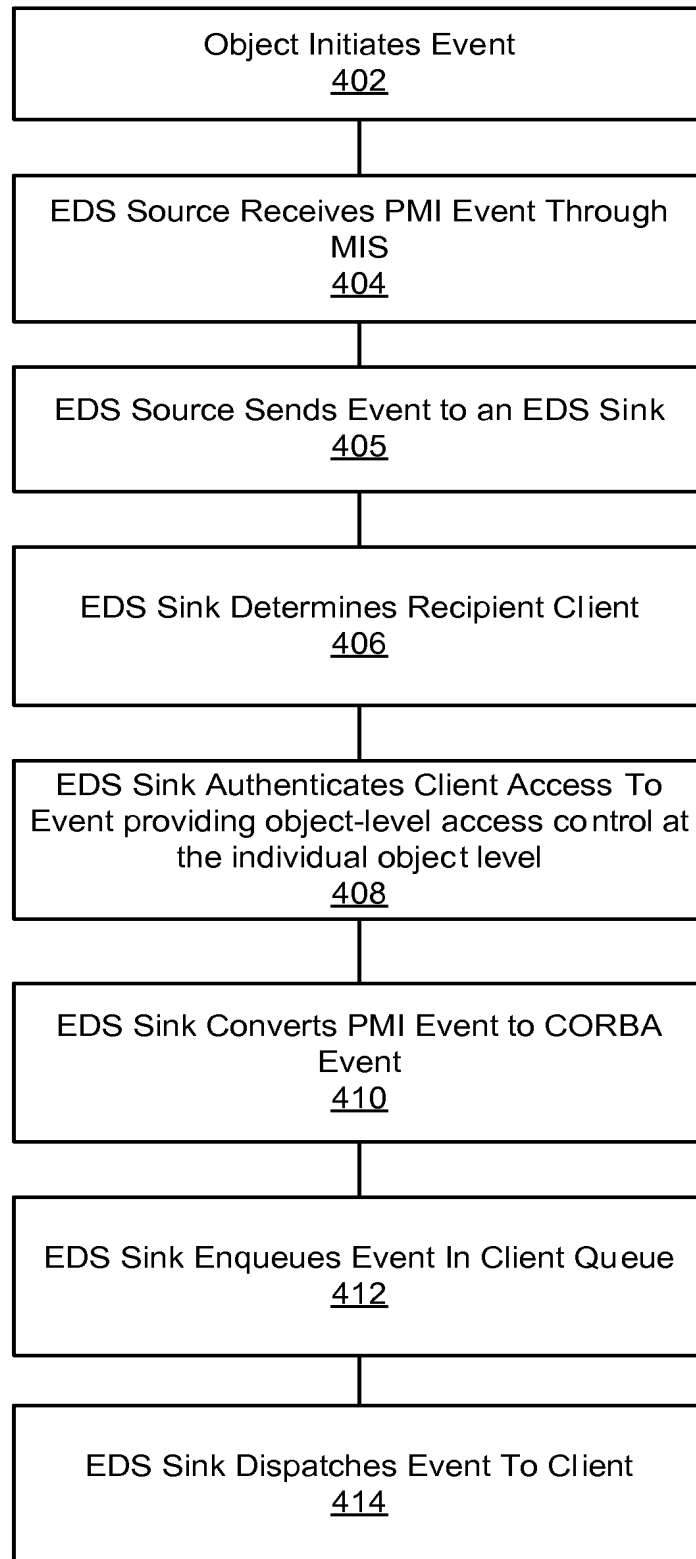 Object Initiates Event
402
EDS Source Receives PMI Event Through
MIS
404
EDS Source Sends Event to an EDS Sink
405
EDS Sink Determines Recipient Client
406
EDS Sink Authenticates Client Access To
Event providing object-level access control at
the individual object level
408
EDS Sink Converts PMI Event to CORBA
Event
410
EDS Sink Enqueues Event In Client Queue
412
EDS Sink Dispatches Event To Client
414